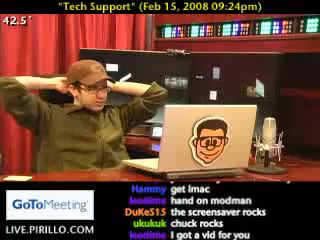 "Tech Support" (Feb 15, 2008 09:24pm)
42.5°
Hammy get Imac
leodime hand on modman
DuKeS15 the screensaver rocks
ukukuk chuck rocks
leodime I got a vid for you
GoToMeeting
LIVE.PIRILLO.COM